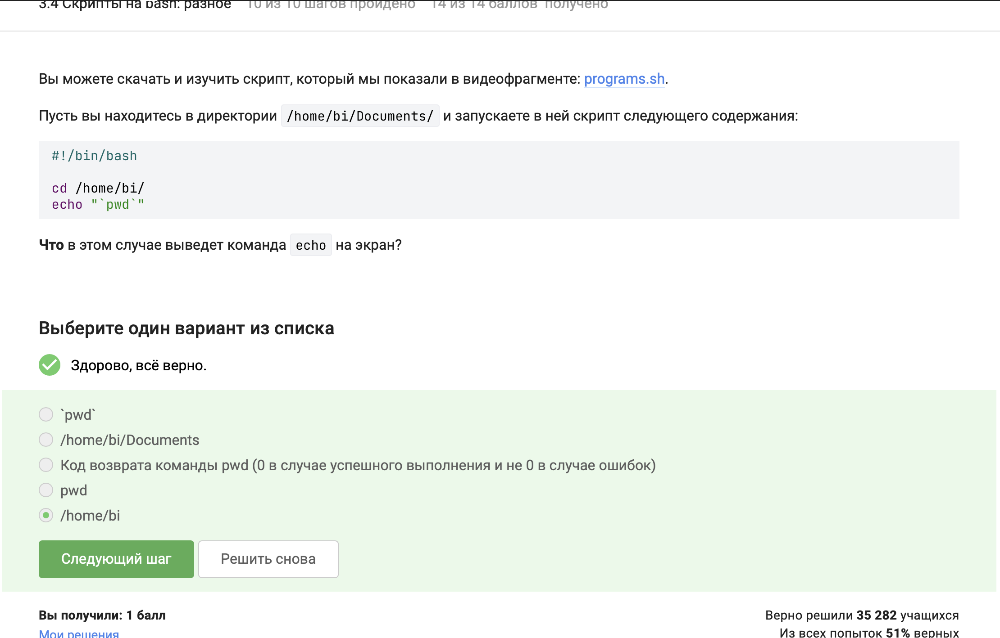 3.4 Скрипты на bash: разное 10 из 10 шагов пройдено 14 из 14 баллов получено
Вы можете скачать и изучить скрипт, который мы показали в видеофрагменте: programs.sh.
Пусть вы находитесь в директории /home/bi/Documents/ и запускаете в ней скрипт следующего содержания:
#!/bin/bash
cd /home/bi/
echo "`pwd`"
Что в этом случае выведет команда echo на экран?
Выберите один вариант из списка
Здорово, всё верно.
`pwd`
/home/bi/Documents
Код возврата команды pwd (0 в случае успешного выполнения и не 0 в случае ошибок)
pwd
/home/bi
Следующий шаг Решить снова
Вы получили: 1 балл Верно решили 35 282 учащихся
Мои решения Из всех попыток 51% верных